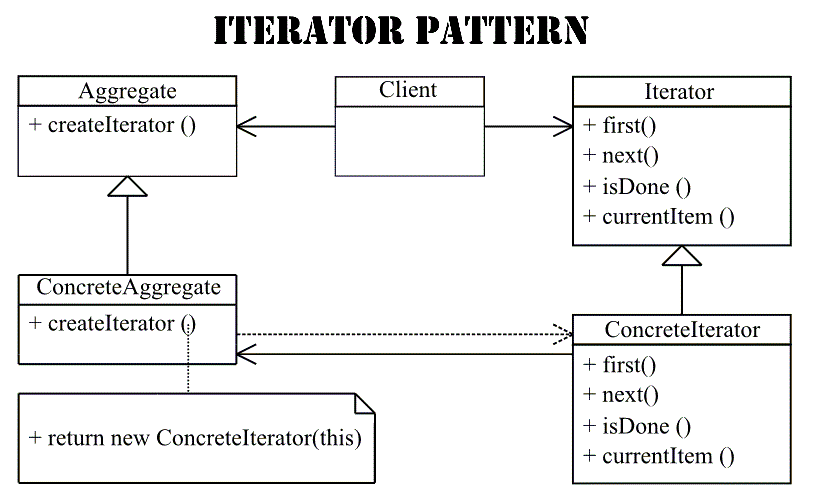 ITERATOR PATTERN
Aggregate
+ createIterator ()
Client
Iterator
+ first()
+ next()
+ isDone ()
+ currentItem ()
ConcreteAggregate
+ createIterator ()
ConcreteIterator
+ first()
+ next()
+ isDone ()
+ currentItem ()
+ return new ConcreteIterator(this)